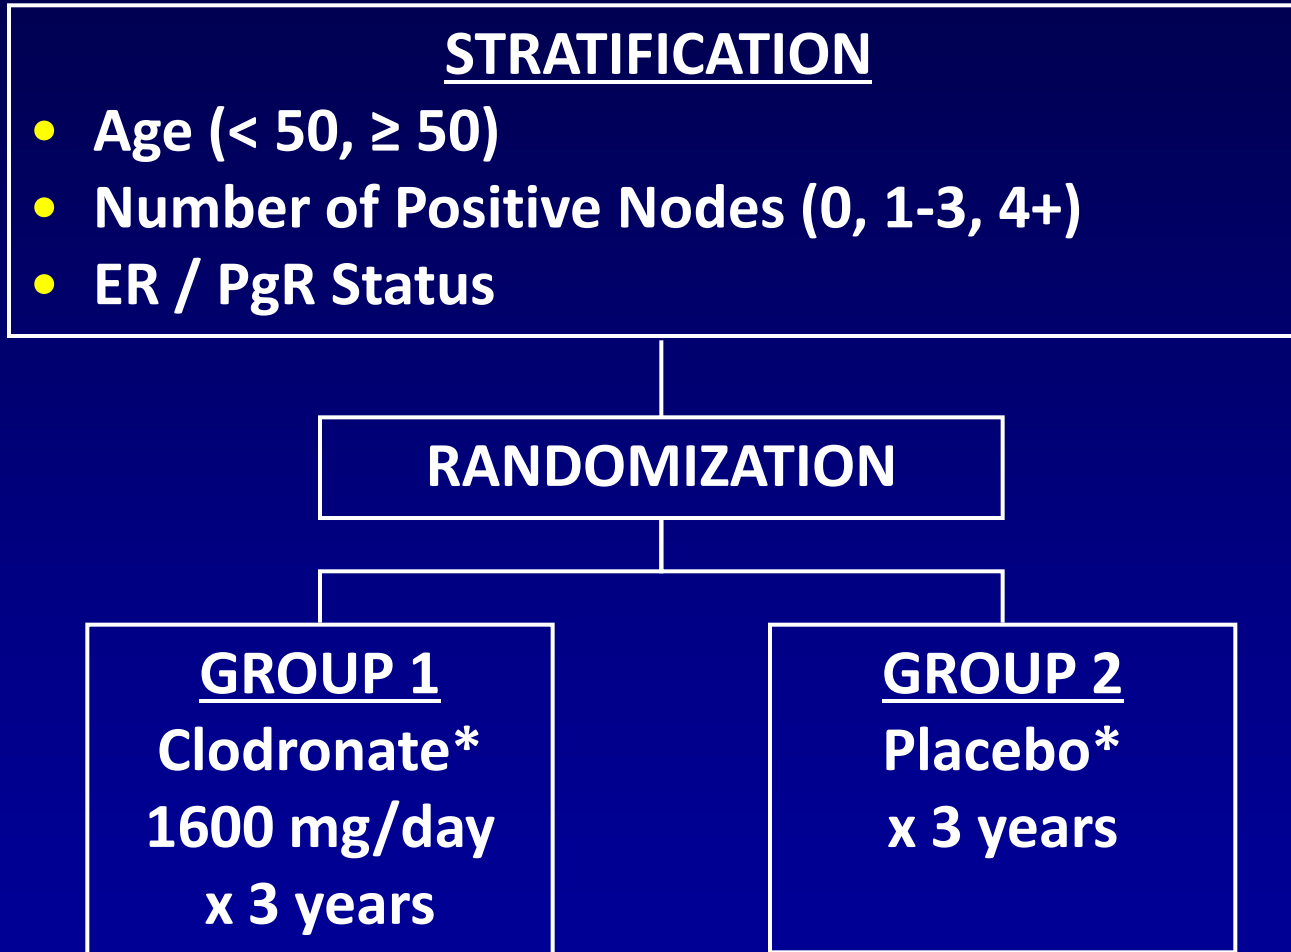 STRATIFICATION
• Age (< 50, ≥ 50)
• Number of Positive Nodes (0, 1-3, 4+)
• ER / PgR Status
RANDOMIZATION
GROUP 1
Clodronate*
1600 mg/day
x 3 years
GROUP 2
Placebo*
x 3 years